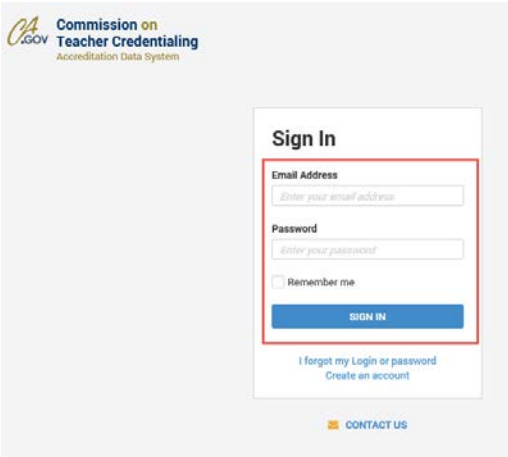 CA
.GOV
Commission on
Teacher Credentialing
Accreditation Data System
Sign In
Email Address
Enter your email address
Password
Enter your password
Remember me
SIGN IN
I forgot my Login or password
Create an account
CONTACT US